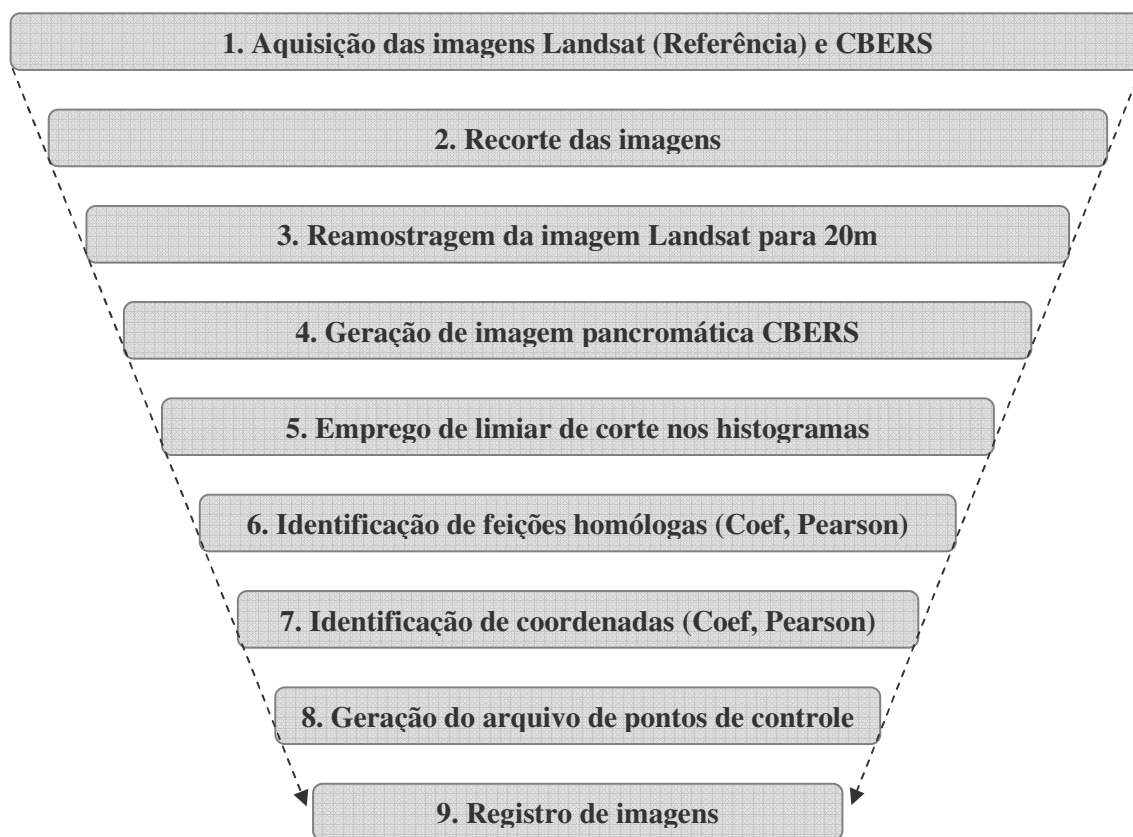 1. Aquisição das imagens Landsat (Referência) e CBERS
2. Recorte das imagens
3. Reamostragem da imagem Landsat para 20m
4. Geração de imagem pancromática CBERS
5. Emprego de limiar de corte nos histogramas
6. Identificação de feições homólogas (Coef, Pearson)
7. Identificação de coordenadas (Coef, Pearson)
8. Geração do arquivo de pontos de controle
9. Registro de imagens